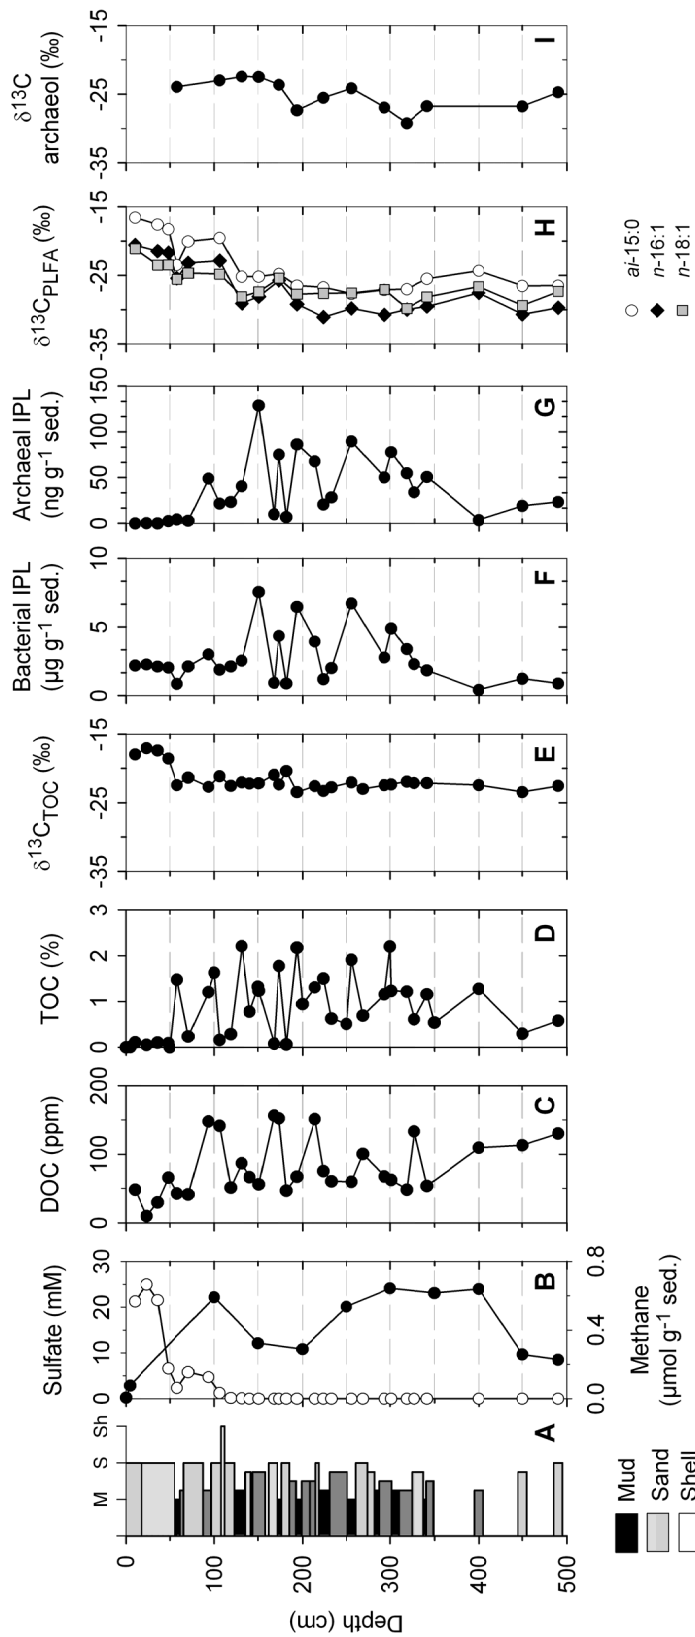 δ13C
archaeol (‰)
-15
-25
-35
I
δ13CPLFA (‰)
-15
-25
-35
H
ai-15:0
n-16:1
n-18:1
Archaeal IPL
(ng g−1 sed.)
150
100
50
0
G
Bacterial IPL
(µg g−1 sed.)
10
5
0
F
δ13CTOC (‰)
-15
-25
-35
E
TOC (%)
3
2
1
0
D
DOC (ppm)
200
100
0
C
Sulfate (mM)
30
20
10
0
B
0.8
0.4
0.0
Methane
(µmol g−1 sed.)
Sh
S
M
A
0
100
200
300
400
500
Depth (cm)
Mud
Sand
Shell